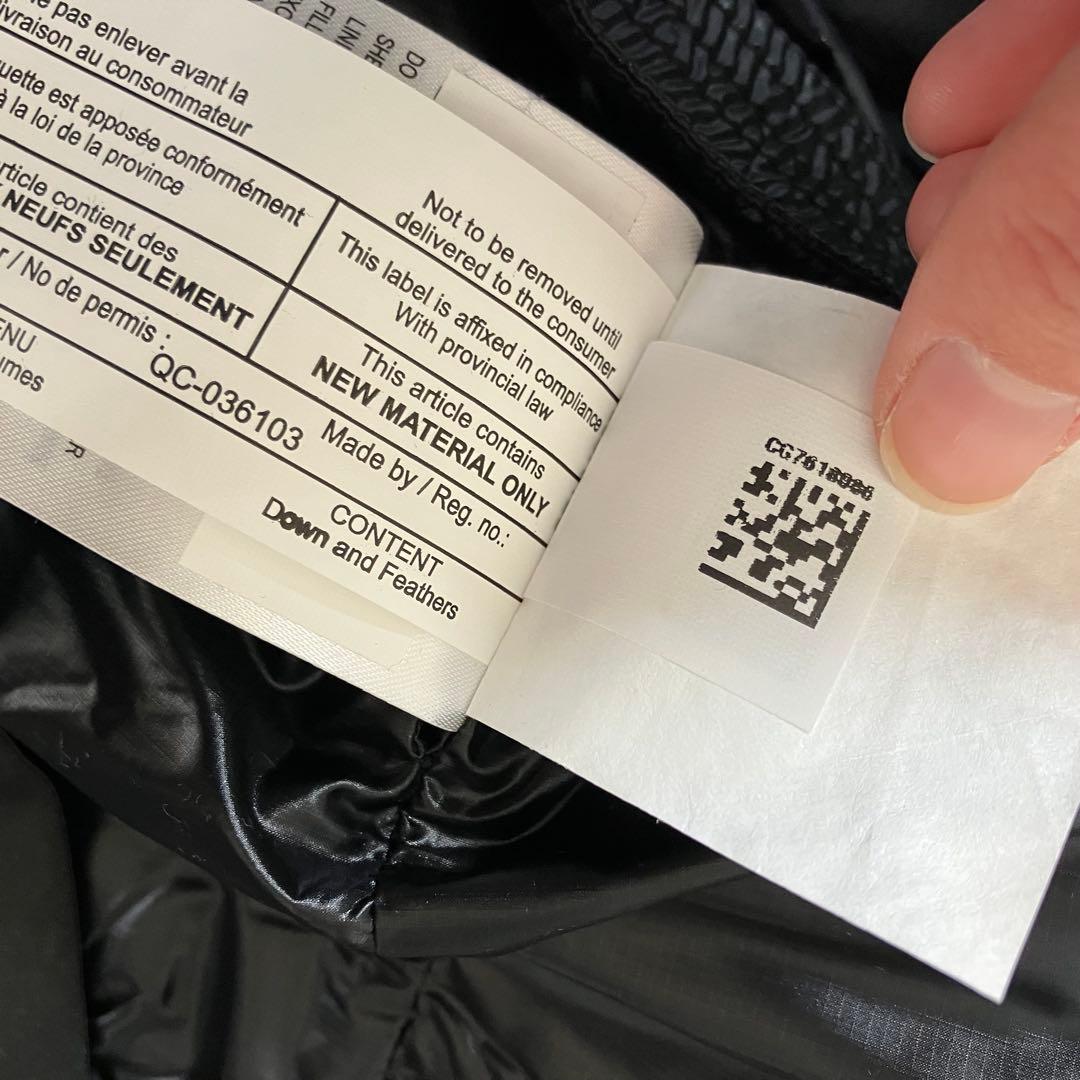 pas enlever avant la
livraison au consommateur
est apposée conformément
à la loi de la province
article contient des
NEUFS SEULEMENT
/ No de permis :
QC-036103
Not to be removed until
delivered to the consumer
This label is affixed in compliance
With provincial law
This article contains
NEW MATERIAL ONLY
Made by / Reg. no.:
CONTENT
Down and Feathers
DO